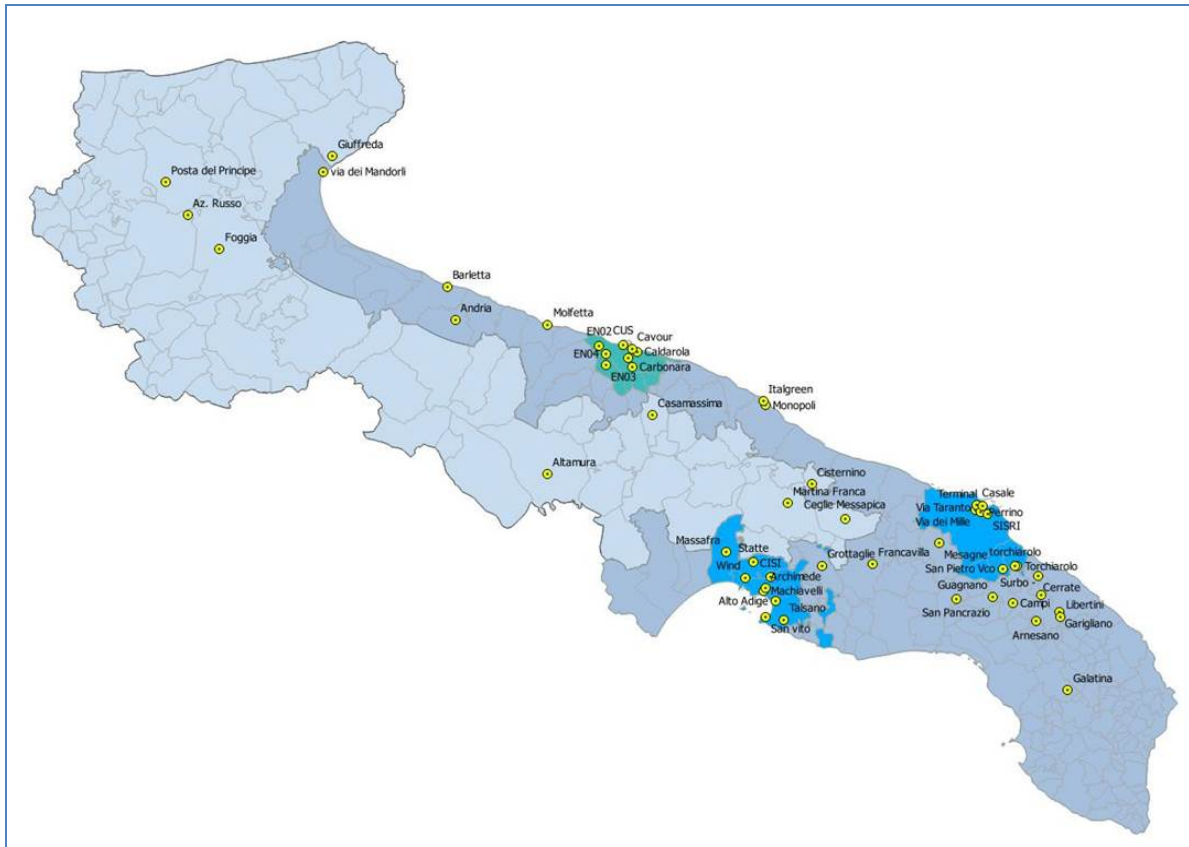 Giuffreda
Posta del Principe
via dei Mandorli
Az. Russo
Foggia
Barletta
Andria
Molfetta
EN02
CUS
Cavour
EN04
Caldarola
EN03
Carbonara
Italgreen
Monopoli
Casamassima
Altamura
Cisternino
Martina Franca
Ceglie Messapica
Terminal
Casale
Via Taranto
Perrino
Via dei Mille
SISRI
Massafra
Statte
Grottaglie
Francavilla
Mesagne
torchiarolo
Wind
CISI
San Pietro Vco
Torchiarolo
Archimede
Guagnano
Surbo -
Cerrate
Machiavelli
Alto Adige
Talsano
San Pancrazio
Campi
Libertini
San vito
Arnesano
Garigliano
Galatina